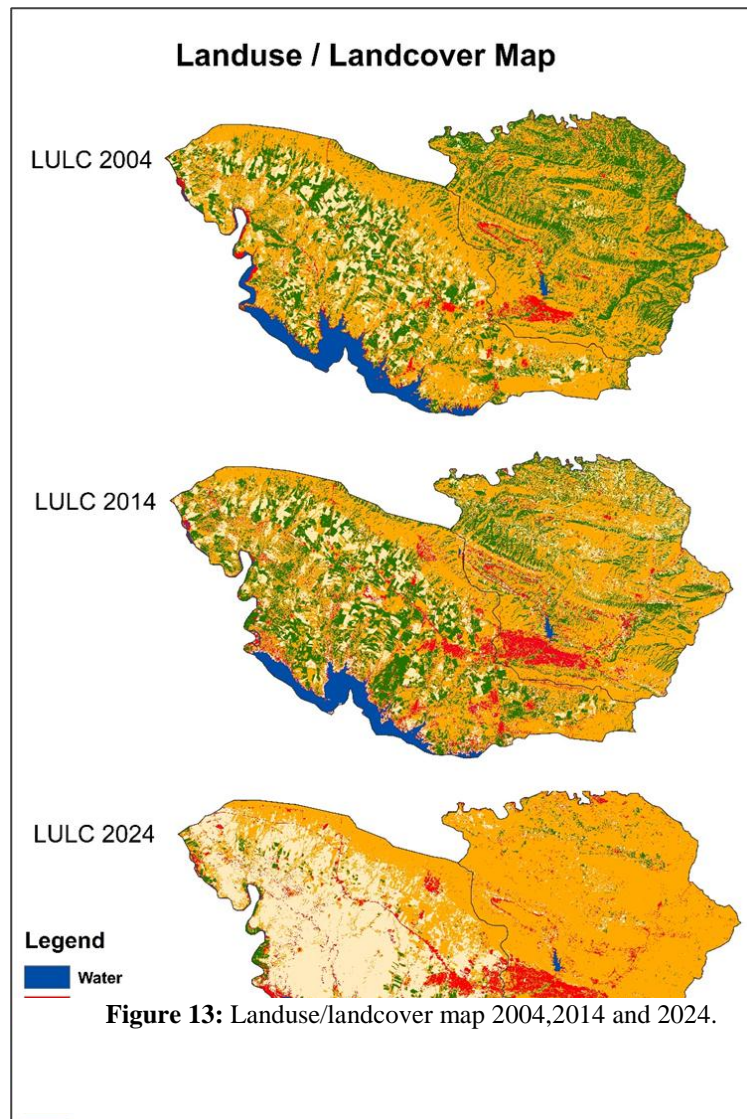 Landuse / Landcover Map
LULC 2004
LULC 2014
LULC 2024
Legend
Water
Figure 13: Landuse/landcover map 2004,2014 and 2024.